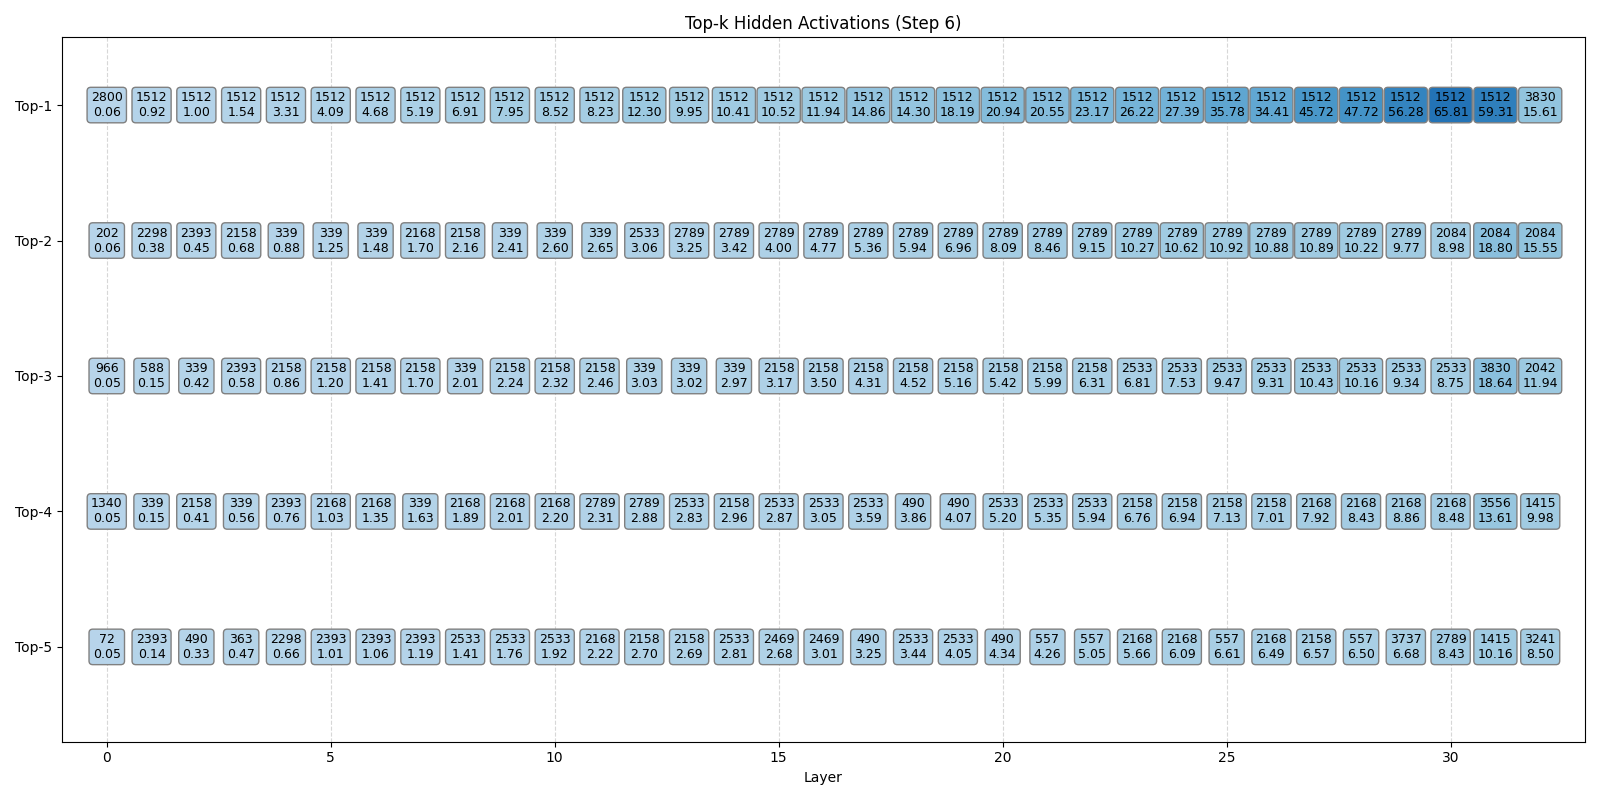 Top-k Hidden Activations (Step 6)
Top-1
2800 1512 1512 1512 1512 1512 1512 1512 1512 1512 1512 1512 1512 1512 1512 1512 1512 1512 1512 1512 1512 1512 1512 1512 1512 1512 1512 1512 1512 1512 1512 1512 3830
0.06 0.92 1.00 1.54 3.31 4.09 4.68 5.19 6.91 7.95 8.52 8.23 12.30 9.95 10.41 10.52 11.94 14.86 14.30 18.19 20.94 20.55 23.17 26.22 27.39 35.78 34.41 45.72 47.72 56.28 65.81 59.31 15.61
Top-2
202 2298 2393 2158 339 339 339 2168 2158 339 339 339 2533 2789 2789 2789 2789 2789 2789 2789 2789 2789 2789 2789 2789 2789 2789 2789 2789 2789 2084 2084 2084
0.06 0.38 0.45 0.68 0.88 1.25 1.48 1.70 2.16 2.41 2.60 2.65 3.06 3.25 3.42 4.00 4.77 5.36 5.94 6.96 8.09 8.46 9.15 10.27 10.62 10.92 10.88 10.89 10.22 9.77 8.98 18.80 15.55
Top-3
966 588 339 2393 2158 2158 2158 2158 339 2158 2158 2158 339 339 339 2158 2158 2158 2158 2158 2158 2158 2158 2533 2533 2533 2533 2533 2533 2533 2533 3830 2042
0.05 0.15 0.42 0.58 0.86 1.20 1.41 1.70 2.01 2.24 2.32 2.46 3.03 3.02 2.97 3.17 3.50 4.31 4.52 5.16 5.42 5.99 6.31 6.81 7.53 9.47 9.31 10.43 10.16 9.34 8.75 18.64 11.94
Top-4
1340 339 2158 339 2393 2168 2168 339 2168 2168 2168 2789 2789 2533 2158 2533 2533 2533 490 490 2533 2533 2533 2158 2158 2158 2158 2168 2168 2168 2168 3556 1415
0.05 0.15 0.41 0.56 0.76 1.03 1.35 1.63 1.89 2.01 2.20 2.31 2.88 2.83 2.96 2.87 3.05 3.59 3.86 4.07 5.20 5.35 5.94 6.76 6.94 7.13 7.01 7.92 8.43 8.86 8.48 13.61 9.98
Top-5
72 2393 490 363 2298 2393 2393 2393 2533 2533 2533 2168 2158 2158 2533 2469 2469 490 2533 2533 490 557 557 2168 2168 557 2168 2158 557 3737 2789 1415 3241
0.05 0.14 0.33 0.47 0.66 1.01 1.06 1.19 1.41 1.76 1.92 2.22 2.70 2.69 2.81 2.68 3.01 3.25 3.44 4.05 4.34 4.26 5.05 5.66 6.09 6.61 6.49 6.57 6.50 6.68 8.43 10.16 8.50
0 5 10 15 20 25 30
Layer